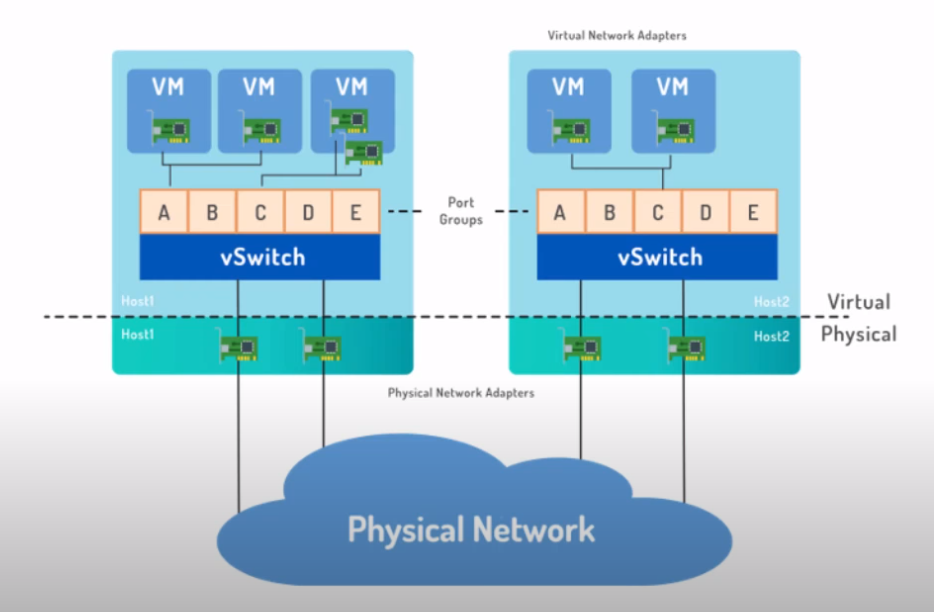 Virtual Network Adapters
VM
VM
VM
VM
VM
A B C D E
Port
Groups
A B C D E
vSwitch
vSwitch
Host1
Host2
Virtual
Host1
Host2
Physical
Physical Network Adapters
Physical Network